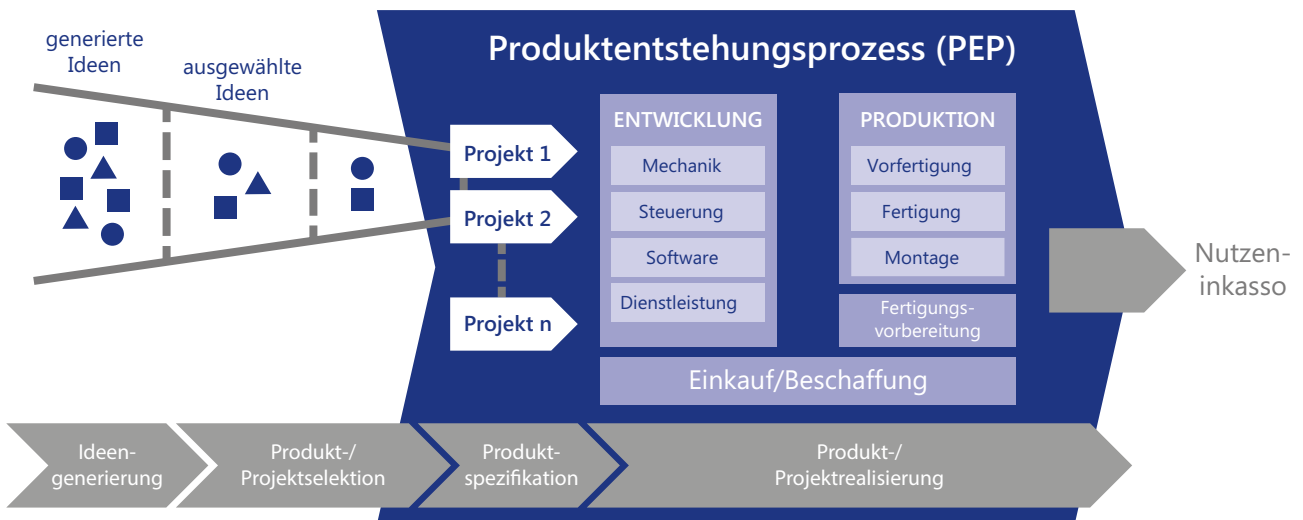 generierte
Ideen
ausgewählte
Ideen
Produktentstehungsprozess (PEP)
Projekt 1
Projekt 2
Projekt n
ENTWICKLUNG
Mechanik
Steuerung
Software
Dienstleistung
PRODUKTION
Vorfertigung
Fertigung
Montage
Fertigungs-
vorbereitung
Einkauf/Beschaffung
Nutzen-
inkasso
Ideen-
generierung
Produkt-/
Projektselektion
Produkt-
spezifikation
Produkt-/
Projektrealisierung